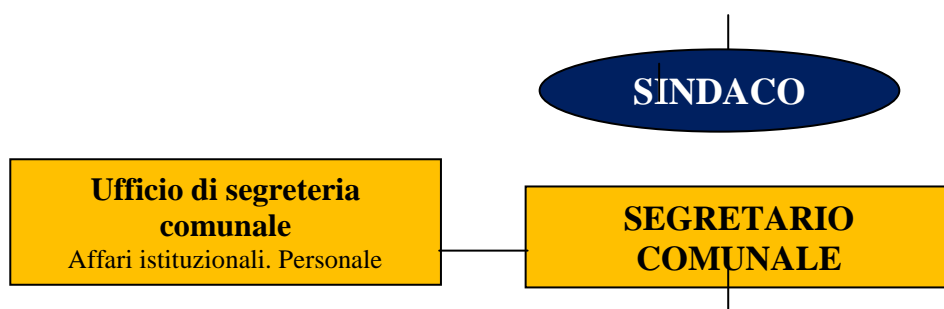 SINDACO
Ufficio di segreteria
comunale
Affari istituzionali. Personale
SEGRETARIO
COMUNALE